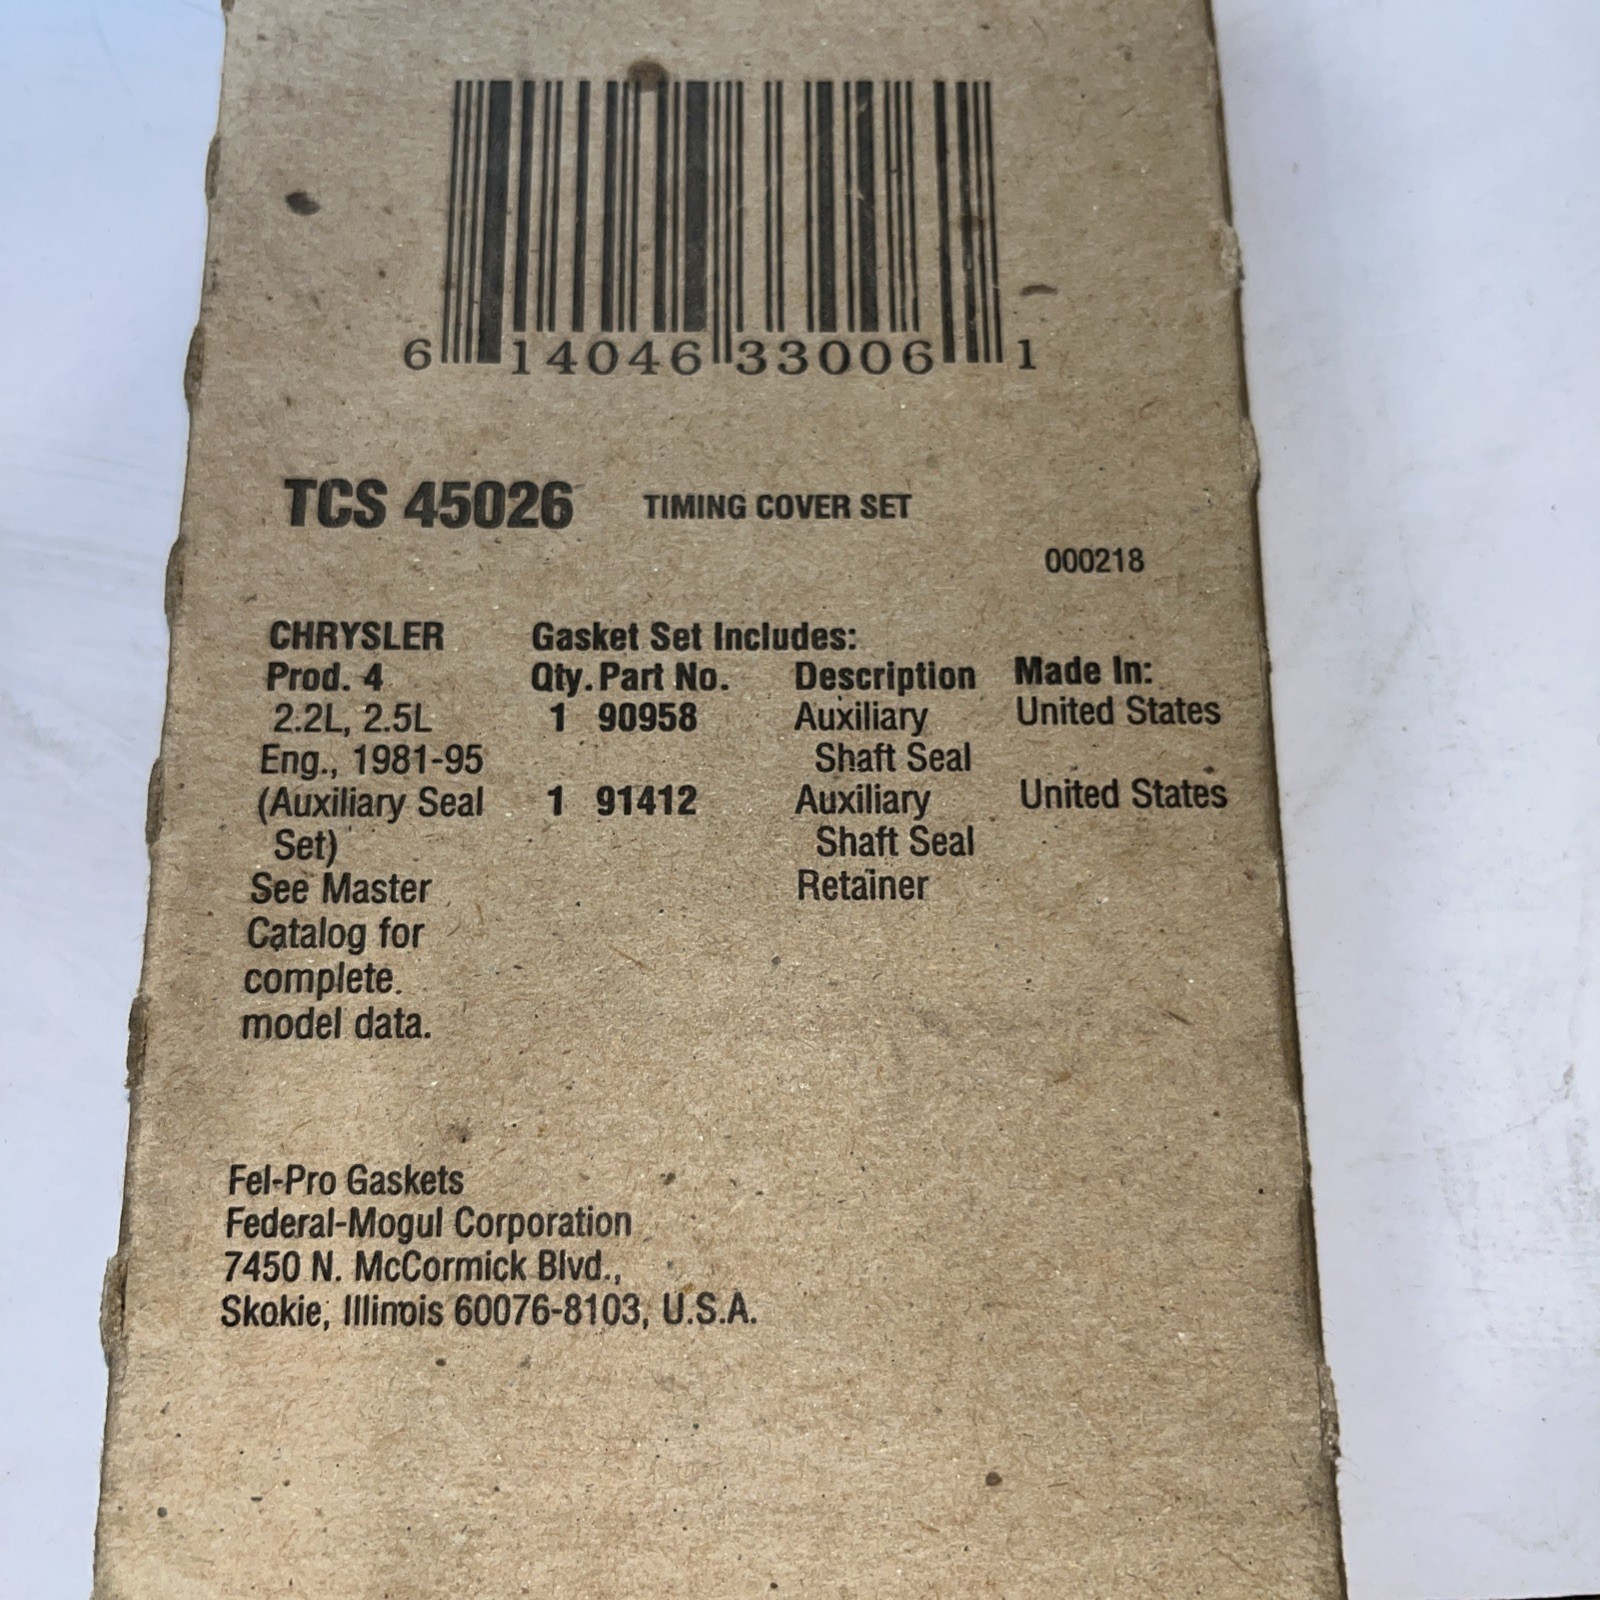 6 14046 33006 1
TCS 45026 TIMING COVER SET
000218
CHRYSLER Gasket Set Includes:
Prod. 4 Qty. Part No. Description Made In:
2.2L, 2.5L 1 90958 Auxiliary United States
Eng., 1981-95 Shaft Seal
(Auxiliary Seal 1 91412 Auxiliary United States
Set) Shaft Seal
See Master Retainer
Catalog for
complete
model data.
Fel-Pro Gaskets
Federal-Mogul Corporation
7450 N. McCormick Blvd.,
Skokie, Illinois 60076-8103, U.S.A.